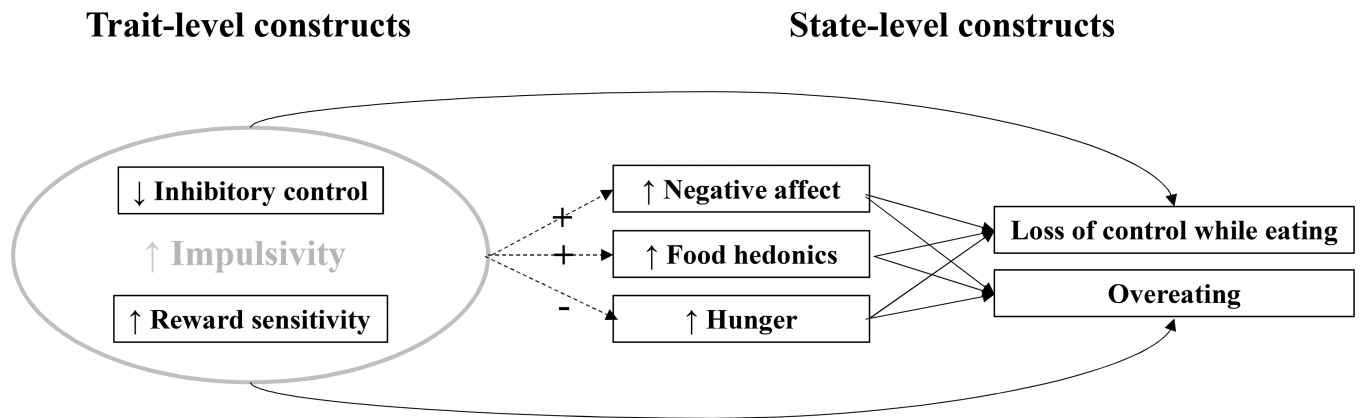 Trait-level constructs
State-level constructs
↓ Inhibitory control
↑ Impulsivity
↑ Reward sensitivity
+
+
-
↑ Negative affect
↑ Food hedonics
↑ Hunger
Loss of control while eating
Overeating